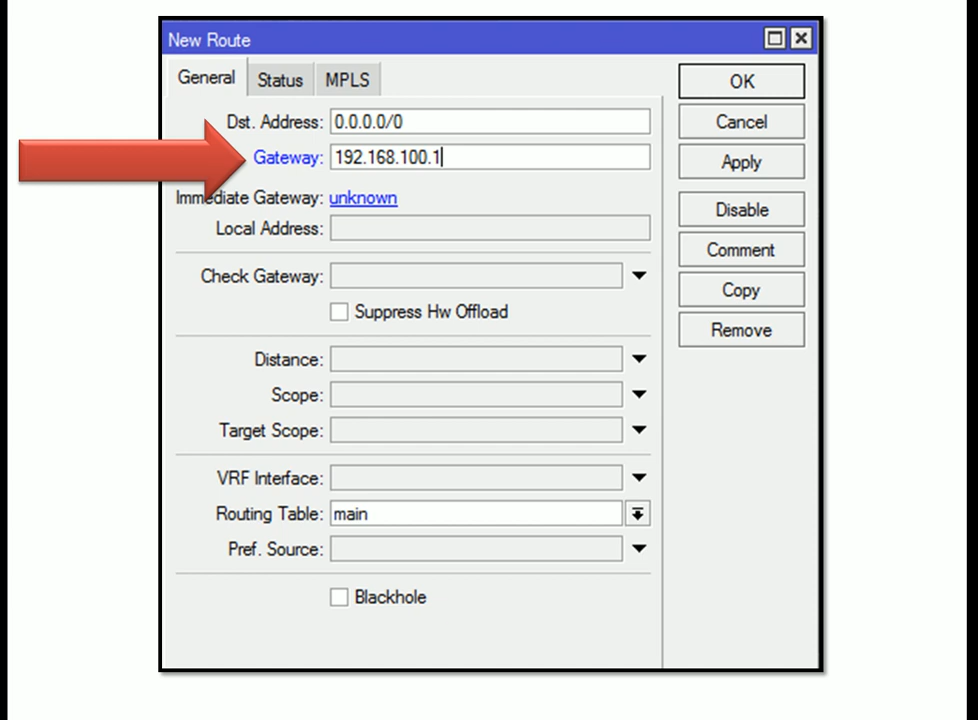 New Route
General Status MPLS
Dst. Address: 0.0.0.0/0
Gateway: 192.168.100.1
Immediate Gateway: unknown
Local Address:
Check Gateway:
Suppress Hw Offload
Distance:
Scope:
Target Scope:
VRF Interface:
Routing Table: main
Pref. Source:
Blackhole
OK
Cancel
Apply
Disable
Comment
Copy
Remove